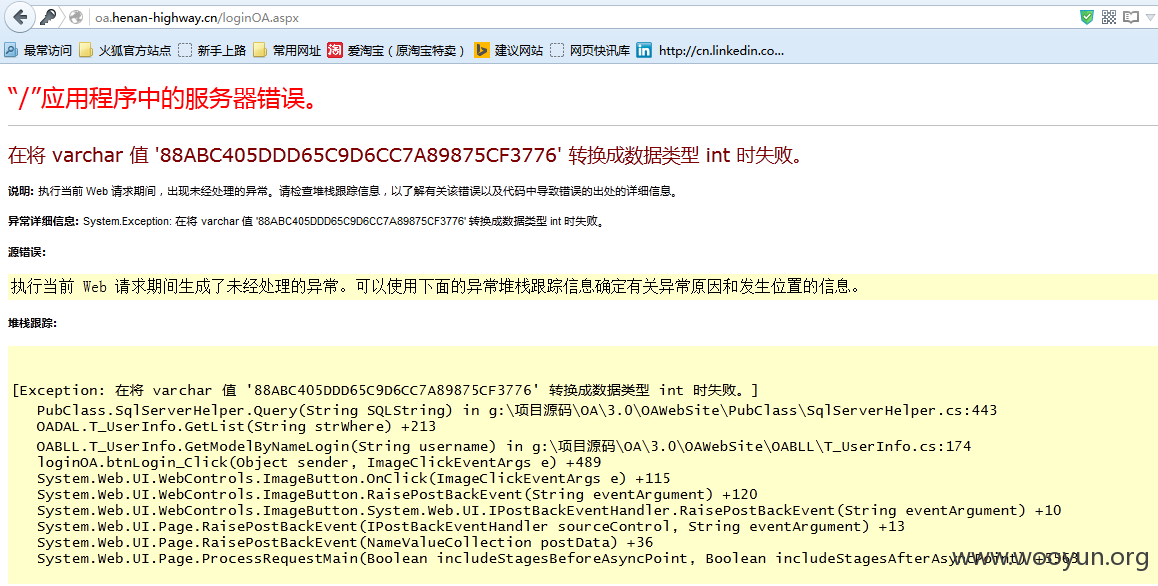 oa.henan-highway.cn/loginOA.aspx
最常访问 火狐官方站点 新手上路 常用网址 淘 爱淘宝（原淘宝特卖） 建议网站 网页快讯库 in http://cn.linkedin.co...
“/”应用程序中的服务器错误。
在将 varchar 值 '88ABC405DDD65C9D6CC7A89875CF3776' 转换成数据类型 int 时失败。
说明: 执行当前 Web 请求期间，出现未经处理的异常。请检查堆栈跟踪信息，以了解有关该错误以及代码中导致错误的出处的详细信息。
异常详细信息: System.Exception: 在将 varchar 值 '88ABC405DDD65C9D6CC7A89875CF3776' 转换成数据类型 int 时失败。
源错误:
执行当前 Web 请求期间生成了未经处理的异常。可以使用下面的异常堆栈跟踪信息确定有关异常原因和发生位置的信息。
堆栈跟踪:
[Exception: 在将 varchar 值 '88ABC405DDD65C9D6CC7A89875CF3776' 转换成数据类型 int 时失败。]
PubClass.SqlServerHelper.Query(String SQLString) in g:\项目源码\OA\3.0\OAWebSite\PubClass\SqlServerHelper.cs:443
OADAL.T_UserInfo.GetList(String strWhere) +213
OABLL.T_UserInfo.GetModelByNameLogin(String username) in g:\项目源码\OA\3.0\OAWebSite\OABLL\T_UserInfo.cs:174
loginOA.btnLogin_Click(Object sender, ImageClickEventArgs e) +489
System.Web.UI.WebControls.ImageButton.OnClick(ImageClickEventArgs e) +115
System.Web.UI.WebControls.ImageButton.RaisePostBackEvent(String eventArgument) +120
System.Web.UI.WebControls.ImageButton.System.Web.UI.IPostBackEventHandler.RaisePostBackEvent(String eventArgument) +10
System.Web.UI.Page.RaisePostBackEvent(IPostBackEventHandler sourceControl, String eventArgument) +13
System.Web.UI.Page.RaisePostBackEvent(NameValueCollection postData) +36
System.Web.UI.Page.ProcessRequestMain(Boolean includeStagesBeforeAsyncPoint, Boolean includeStagesAfterAsyncPoint)
www.wooyun.org